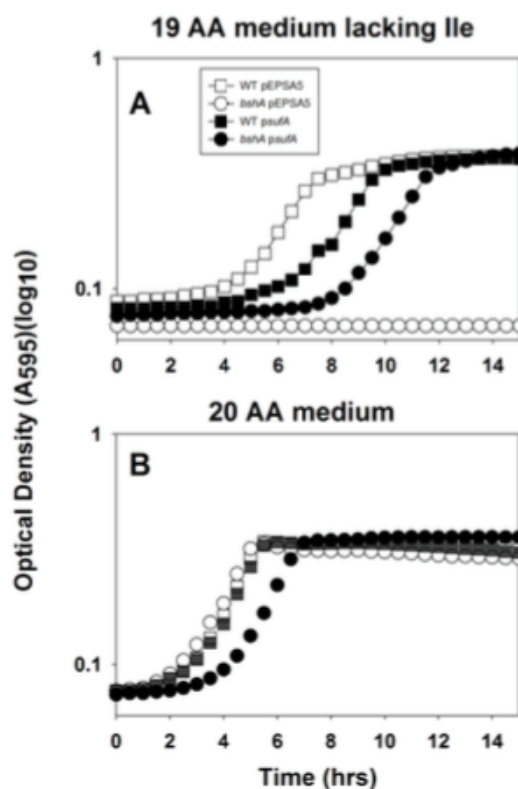 19 AA medium lacking Ile
1
A
WT pEPSA5
bshA pEPSA5
WT psufA
bshA psufA
0.1
0 2 4 6 8 10 12 14
20 AA medium
1
B
0.1
0 2 4 6 8 10 12 14
Time (hrs)
Optical Density (A595)(log10)